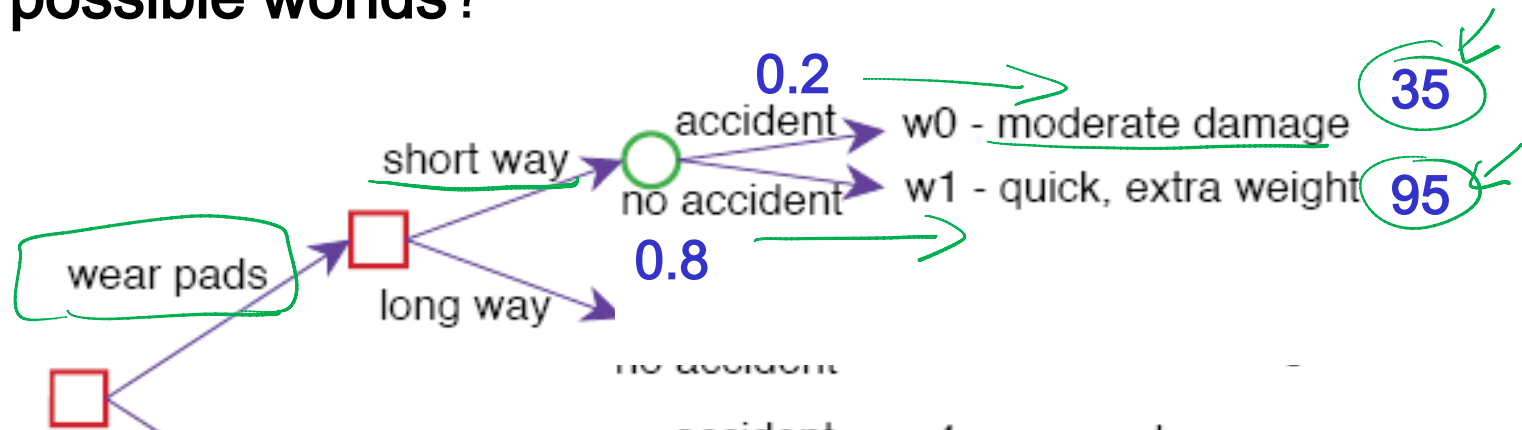 possible worlds?
0.2
35
accident
w0 - moderate damage
short way
no accident
w1 - quick, extra weight
95
0.8
wear pads
long way
no accident
accident